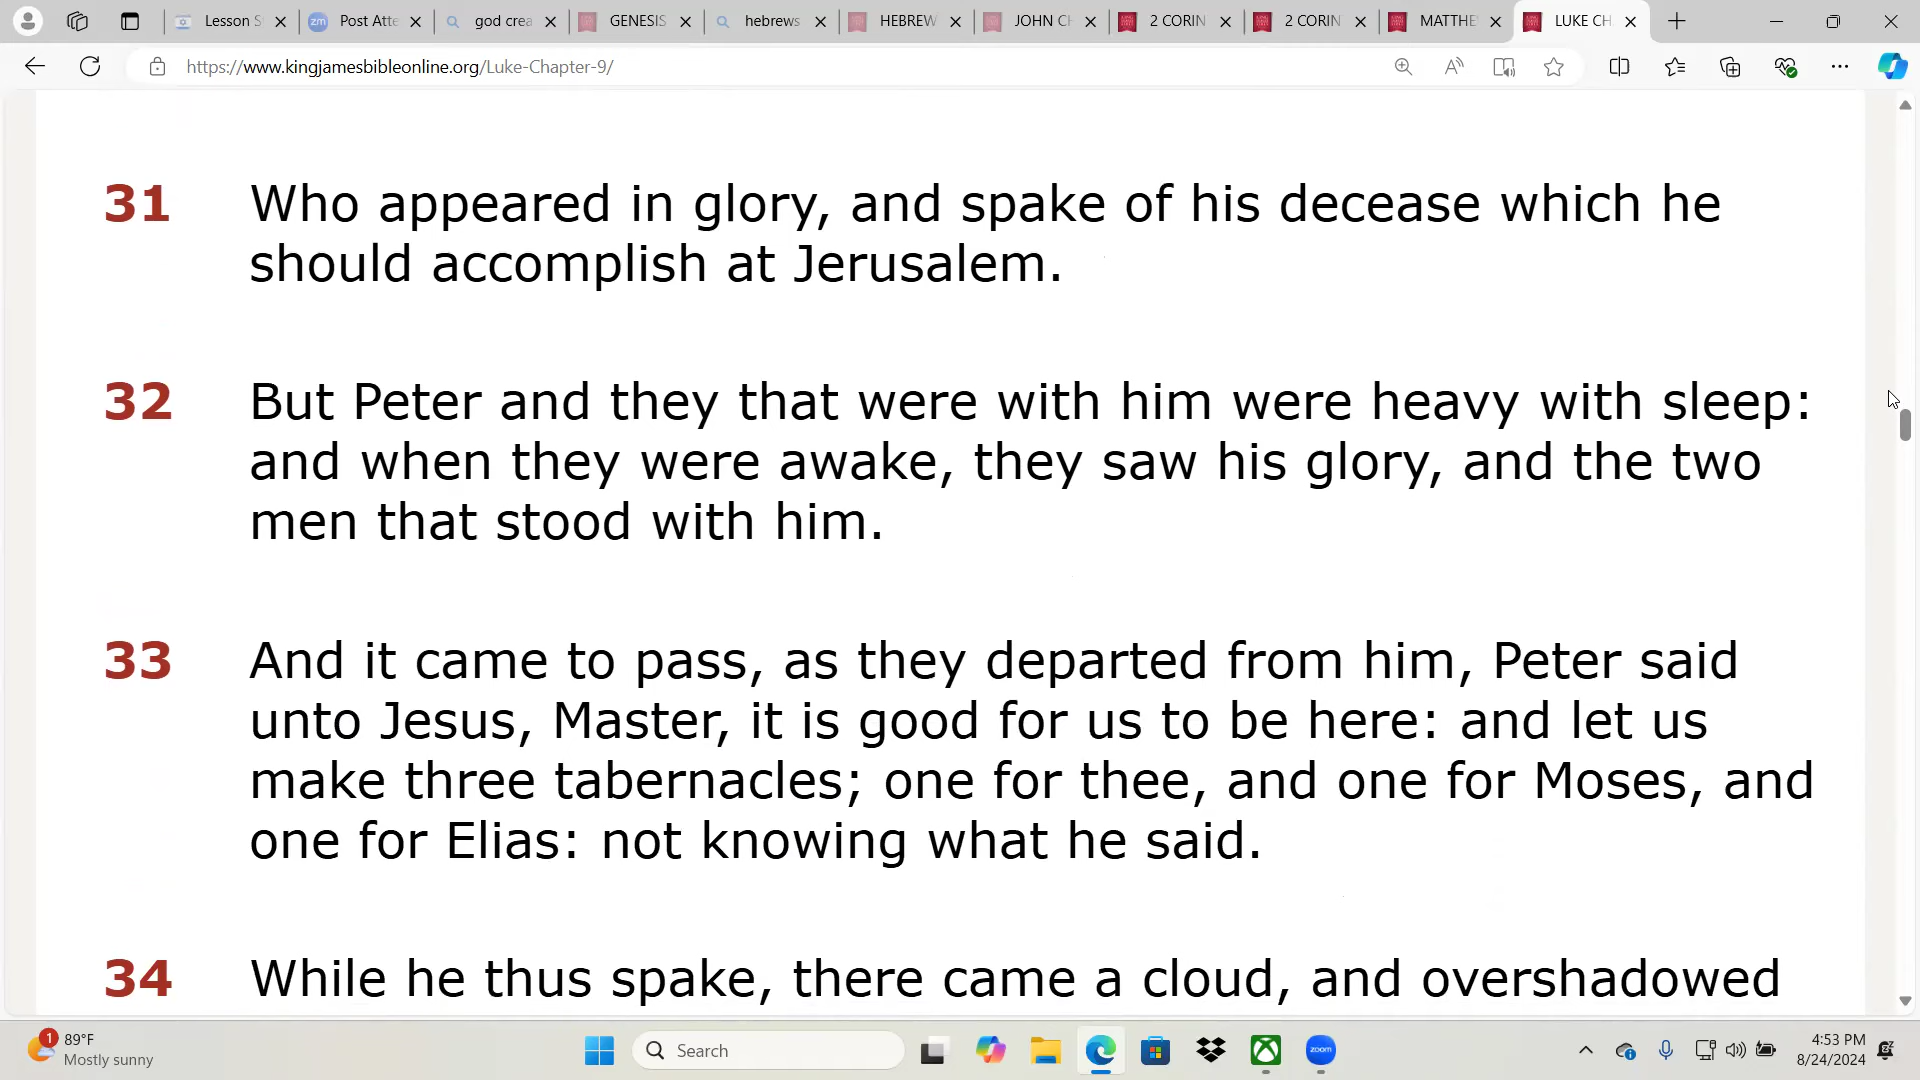 Lesson S
Post Atte
god crea
GENESIS
hebrews
HEBREW
JOHN CH
2 CORIN
2 CORIN
MATTHE
LUKE CH
https://www.kingjamesbibleonline.org/Luke-Chapter-9/
31 Who appeared in glory, and spake of his decease which he
should accomplish at Jerusalem.
32 But Peter and they that were with him were heavy with sleep:
and when they were awake, they saw his glory, and the two
men that stood with him.
33 And it came to pass, as they departed from him, Peter said
unto Jesus, Master, it is good for us to be here: and let us
make three tabernacles; one for thee, and one for Moses, and
one for Elias: not knowing what he said.
34 While he thus spake, there came a cloud, and overshadowed
1
89°F
Mostly sunny
Search
zoom
4:53 PM
8/24/2024